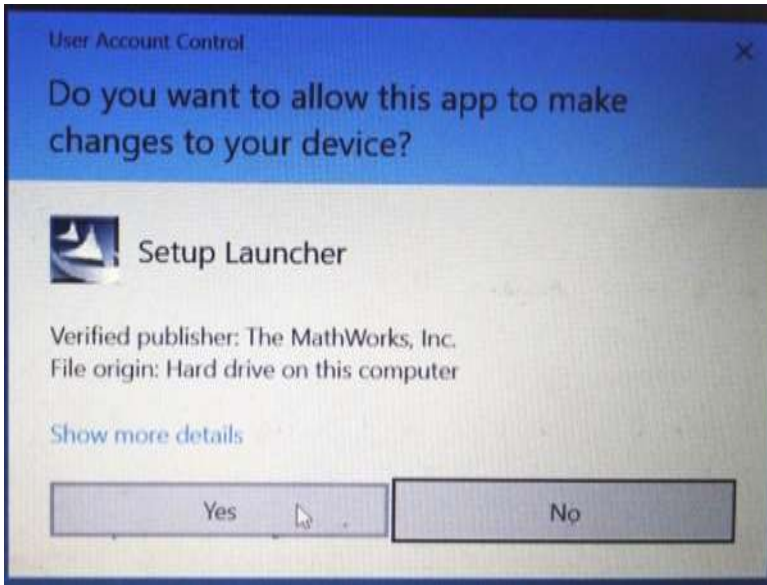 User Account Control
Do you want to allow this app to make
changes to your device?
Setup Launcher
Verified publisher: The MathWorks, Inc.
File origin: Hard drive on this computer
Show more details
Yes
No